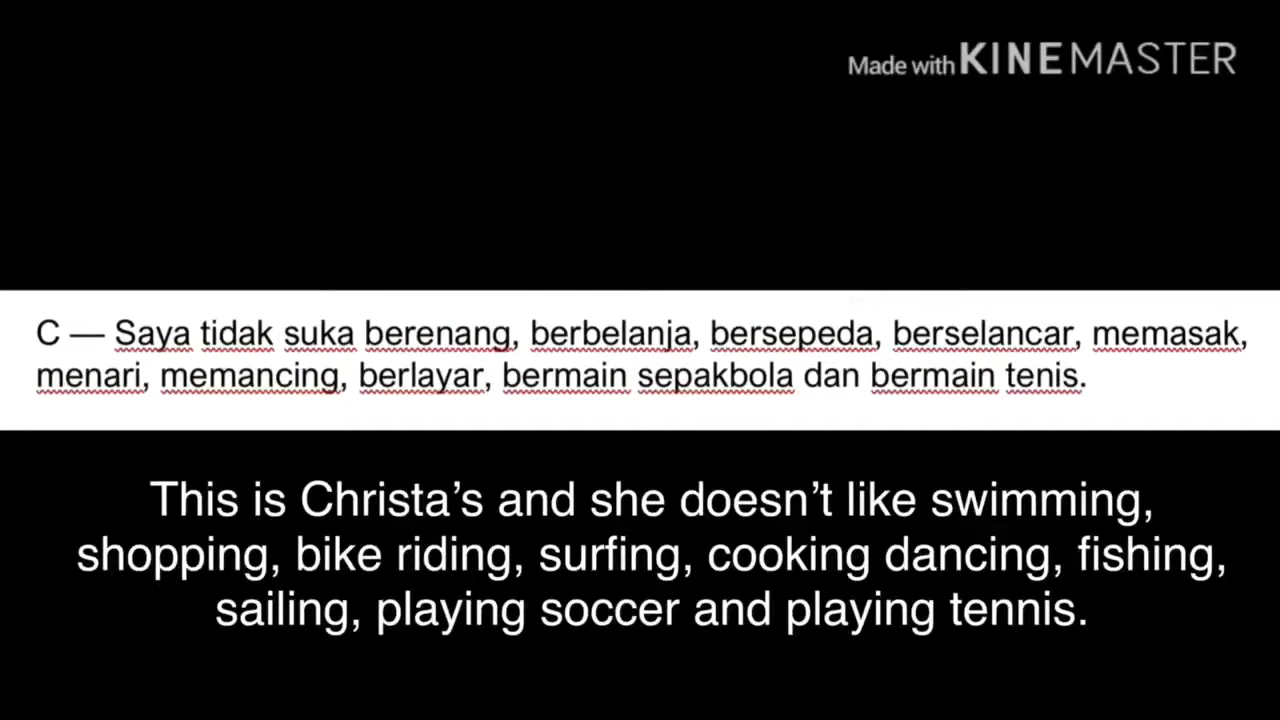 Made with KINEMASTER
C — Saya tidak suka berenang, berbelanja, bersepeda, berselancar, memasak,
menari, memancing, berlayar, bermain sepakbola dan bermain tenis.
This is Christa’s and she doesn’t like swimming,
shopping, bike riding, surfing, cooking dancing, fishing,
sailing, playing soccer and playing tennis.